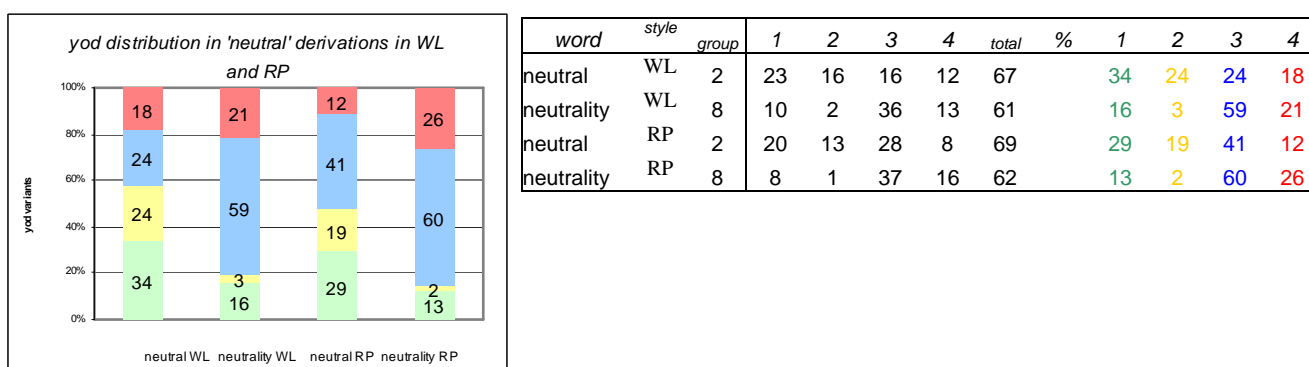 yod distribution in 'neutral' derivations in WL
and RP
100%
80%
60%
40%
20%
0%
yod variants
18 21 12 26
24 59 41 60
24 3 19 2
34 16 29 13
neutral WL neutrality WL neutral RP neutrality RP
word style group 1 2 3 4 total % 1 2 3 4
neutral WL 2 23 16 16 12 67 34 24 24 18
neutrality WL 8 10 2 36 13 61 16 3 59 21
neutral RP 2 20 13 28 8 69 29 19 41 12
neutrality RP 8 8 1 37 16 62 13 2 60 26